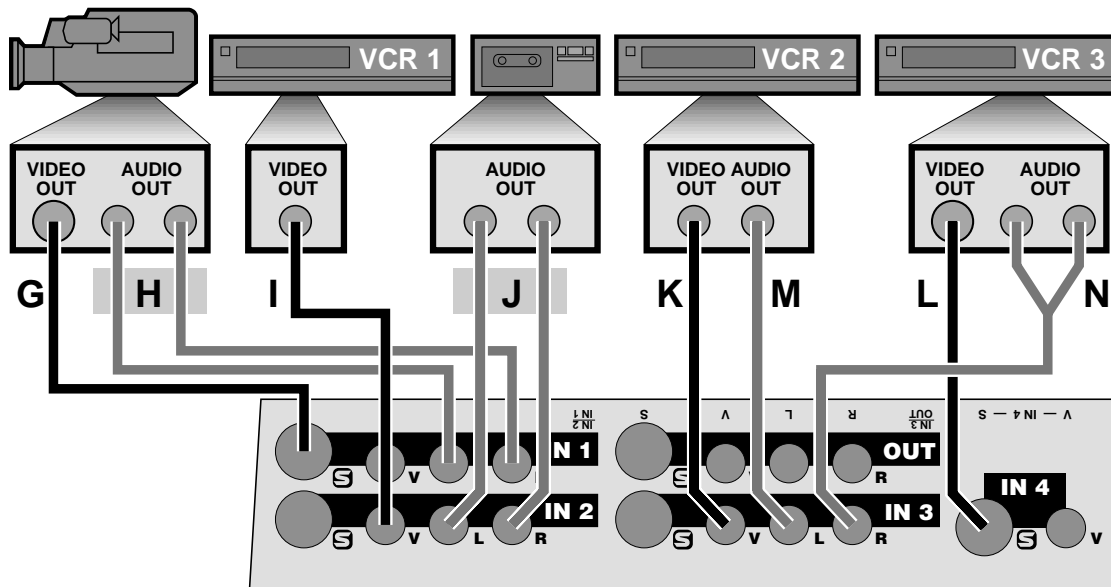 VCR 1
VCR 2
VCR 3
VIDEO OUT
AUDIO OUT
VIDEO OUT
AUDIO OUT
VIDEO OUT
AUDIO OUT
VIDEO OUT
AUDIO OUT
G
H
I
J
K
M
L
N
IN 2
IN 1
S
V
L
R
IN 3
OUT
V — IN 4 — S
N 1
OUT
S
V
S
R
IN 4
IN 2
IN 3
S
V
L
R
S
V
L
R
S
V